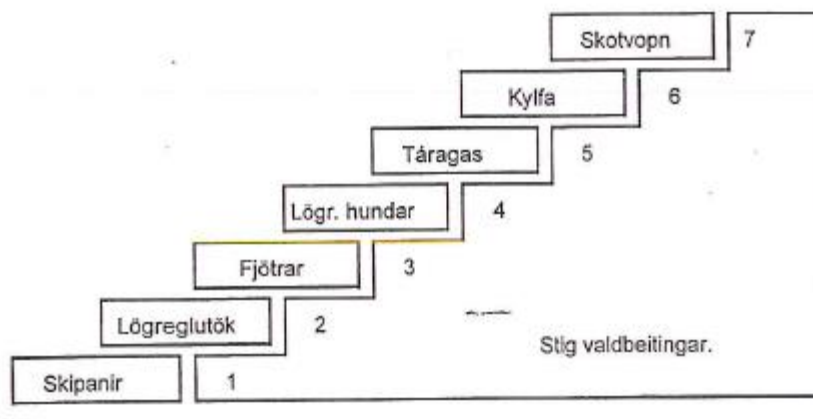 Skotvopn 7
Kylfa 6
Táragas 5
Lögr. hundar 4
Fjötrar 3
Lögreglutök 2
Stig valdbeitingar.
Skipanir 1